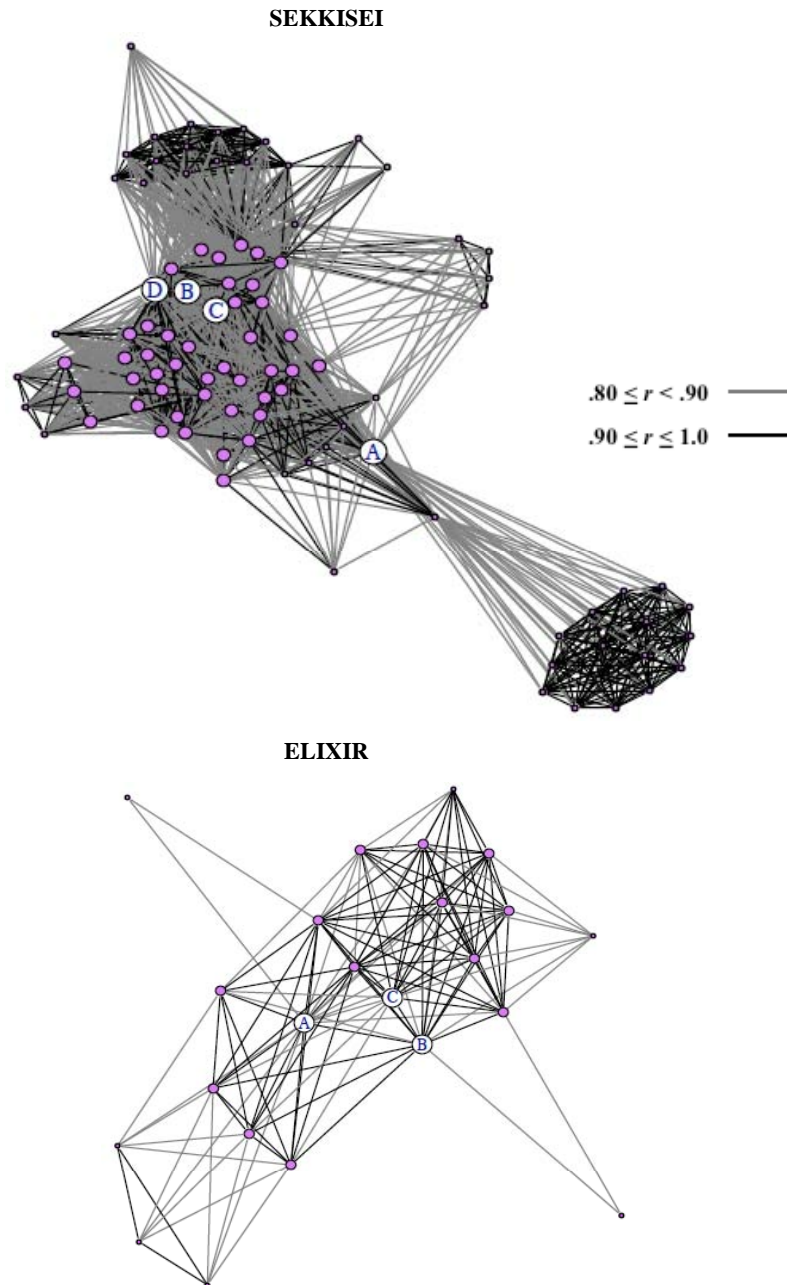 SEKKISEI
D
B
C
.80 ≤ r < .90
.90 ≤ r ≤ 1.0
A
ELIXIR
C
A
B